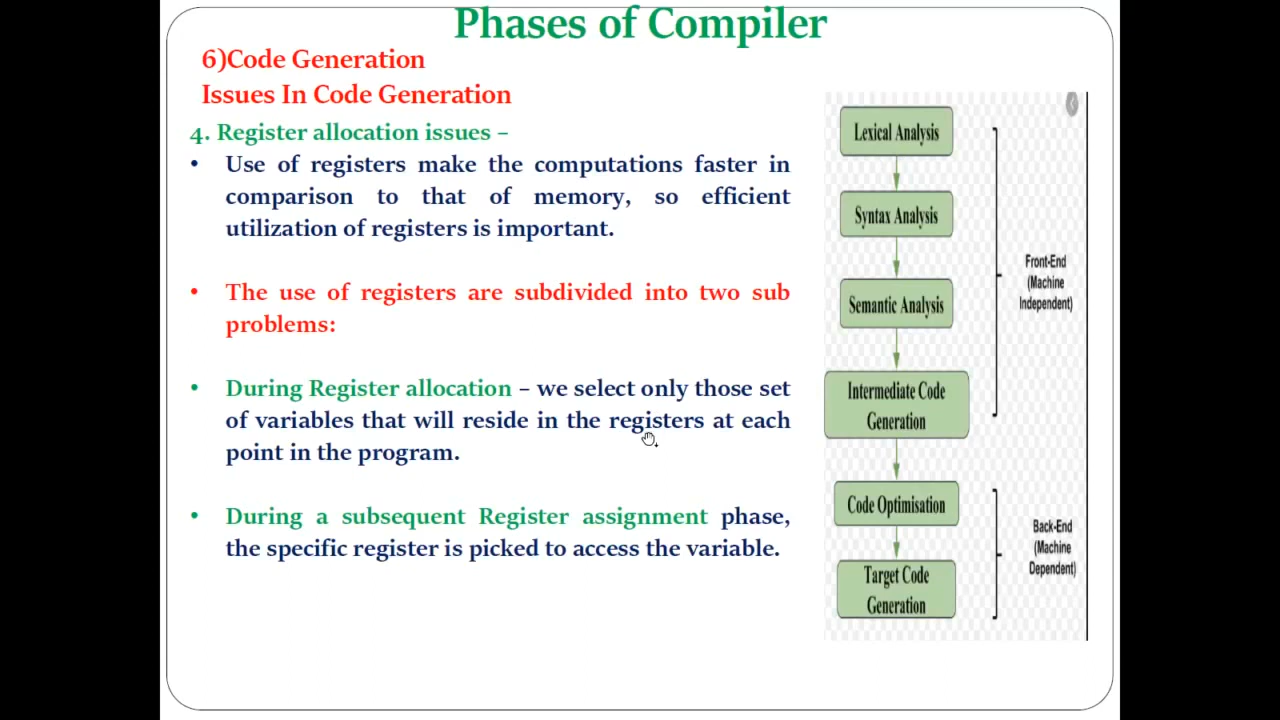 Phases of Compiler
6)Code Generation
Issues In Code Generation
4. Register allocation issues –
• Use of registers make the computations faster in
comparison to that of memory, so efficient
utilization of registers is important.
• The use of registers are subdivided into two sub
problems:
• During Register allocation – we select only those set
of variables that will reside in the registers at each
point in the program.
• During a subsequent Register assignment phase,
the specific register is picked to access the variable.
Lexical Analysis
Syntax Analysis
Semantic Analysis
Intermediate Code
Generation
Front-End
(Machine
Independent)
Code Optimisation
Target Code
Generation
Back-End
(Machine
Dependent)